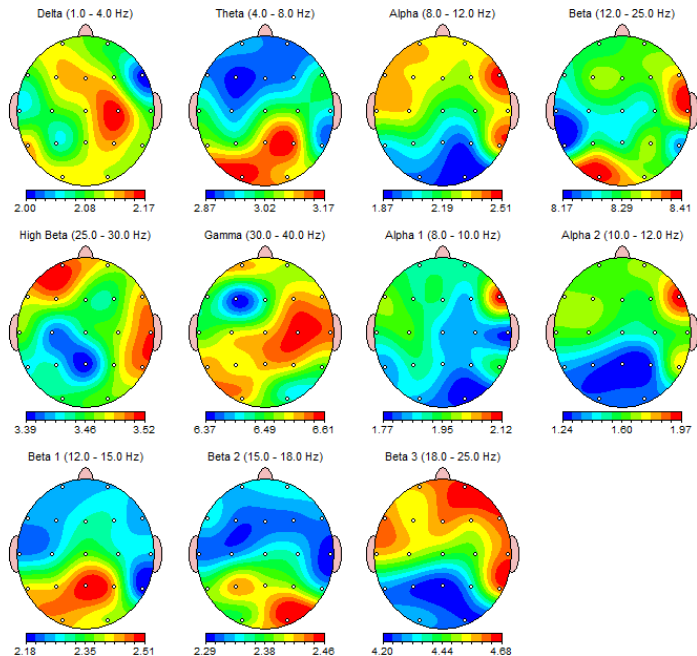 Delta (1.0 - 4.0 Hz) Theta (4.0 - 8.0 Hz) Alpha (8.0 - 12.0 Hz) Beta (12.0 - 25.0 Hz)
2.00 2.08 2.17 2.87 3.02 3.17 1.87 2.19 2.51 8.17 8.29 8.41
High Beta (25.0 - 30.0 Hz) Gamma (30.0 - 40.0 Hz) Alpha 1 (8.0 - 10.0 Hz) Alpha 2 (10.0 - 12.0 Hz)
3.39 3.46 3.52 6.37 6.49 6.61 1.77 1.95 2.12 1.24 1.60 1.97
Beta 1 (12.0 - 15.0 Hz) Beta 2 (15.0 - 18.0 Hz) Beta 3 (18.0 - 25.0 Hz)
2.18 2.35 2.51 2.29 2.38 2.46 4.20 4.44 4.68